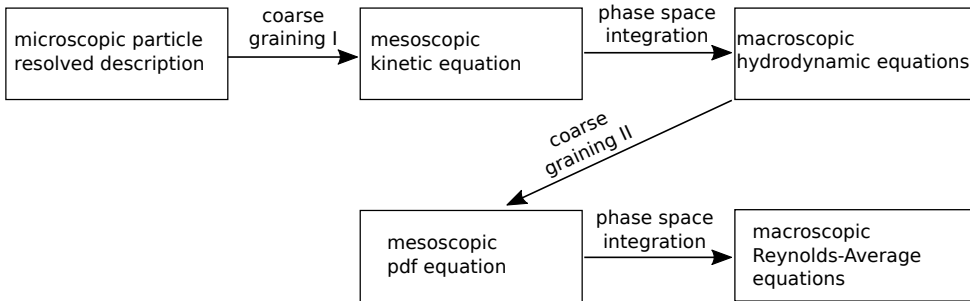 microscopic particle
resolved description
coarse
graining I
mesoscopic
kinetic equation
phase space
integration
macroscopic
hydrodynamic equations
coarse
graining II
mesoscopic
pdf equation
phase space
integration
macroscopic
Reynolds-Average
equations